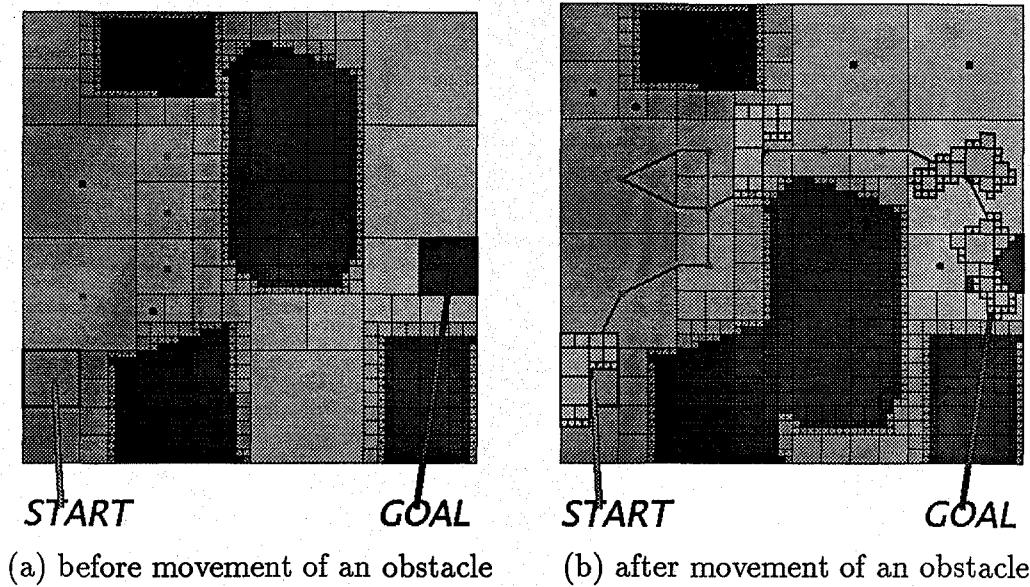 START GOAL START GOAL
(a) before movement of an obstacle (b) after movement of an obstacle